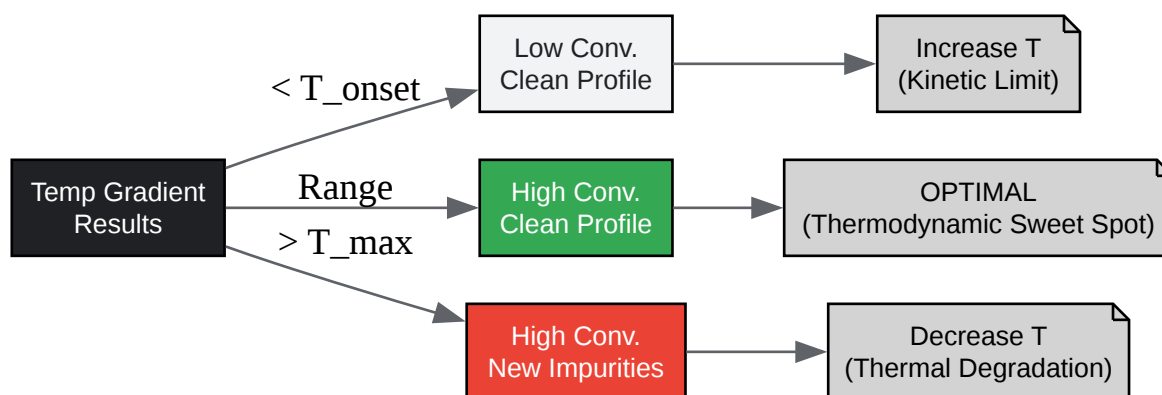 Temp Gradient
Results
< T_onset
Low Conv.
Clean Profile
Increase T
(Kinetic Limit)
Range
High Conv.
Clean Profile
OPTIMAL
(Thermodynamic Sweet Spot)
> T_max
High Conv.
New Impurities
Decrease T
(Thermal Degradation)